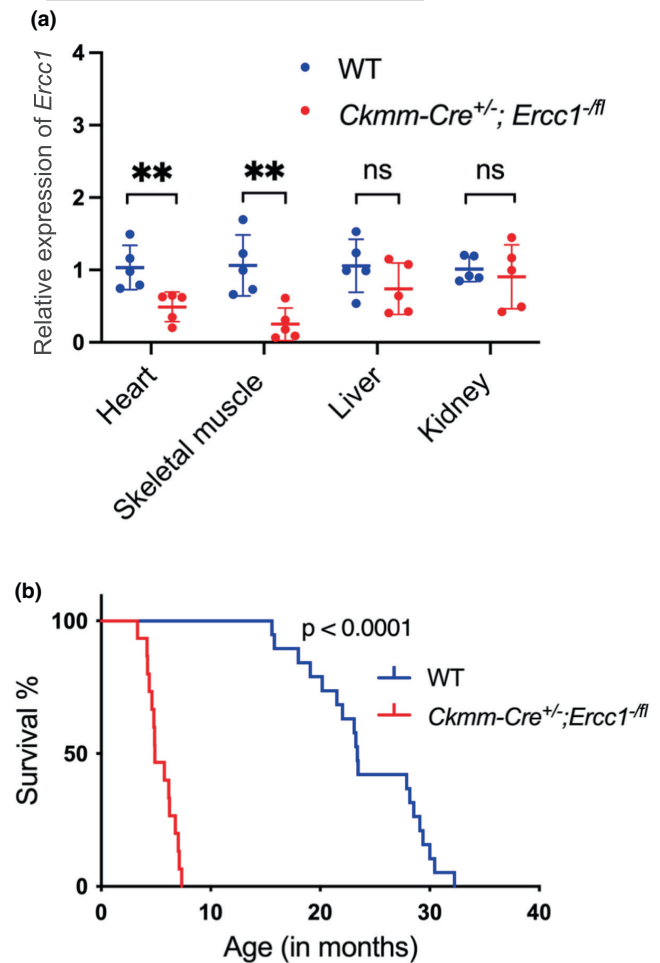 (a)
Relative expression of Ercc1
4
3
2
1
0
WT
Ckmm-Cre+/-; Ercc1-/fl
**
**
ns
ns
Heart
Skeletal muscle
Liver
Kidney
(b)
Survival %
100
50
0
p < 0.0001
WT
Ckmm-Cre+/-;Ercc1-/fl
0 10 20 30 40
Age (in months)